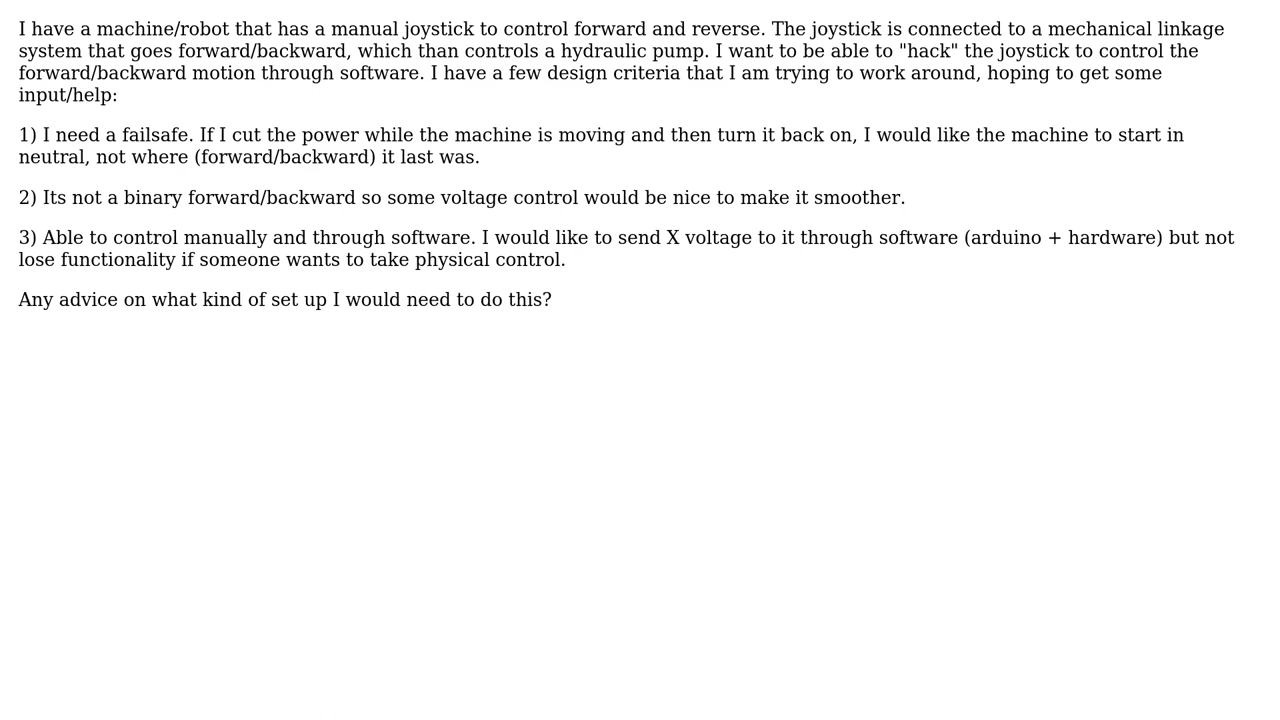 I have a machine/robot that has a manual joystick to control forward and reverse. The joystick is connected to a mechanical linkage
system that goes forward/backward, which than controls a hydraulic pump. I want to be able to "hack" the joystick to control the
forward/backward motion through software. I have a few design criteria that I am trying to work around, hoping to get some
input/help:
1) I need a failsafe. If I cut the power while the machine is moving and then turn it back on, I would like the machine to start in
neutral, not where (forward/backward) it last was.
2) Its not a binary forward/backward so some voltage control would be nice to make it smoother.
3) Able to control manually and through software. I would like to send X voltage to it through software (arduino + hardware) but not
lose functionality if someone wants to take physical control.
Any advice on what kind of set up I would need to do this?